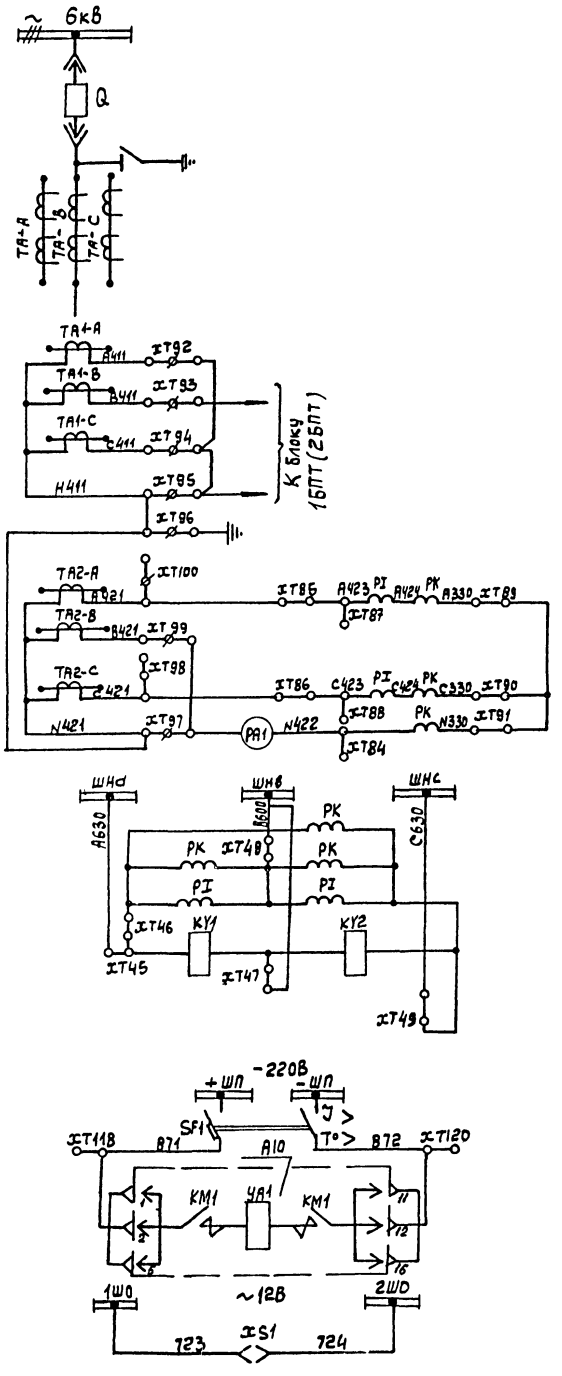 ~ 6кВ
Q
TA-A
TA-B
TA-C
TA1-A
A411
XT92
TA1-B
B411
XT93
TA1-C
C411
XT94
H411
XT95
К блоку
1БПТ (2БПТ)
XT96
XT100
TA2-A
A421
XT85
A423
PI
A424
PK
A330
XT89
XT87
TA2-B
B421
XT99
XT98
TA2-C
C421
XT86
C423
PI
C424
PK
C330
XT90
XT88
N421
XT97
PA1
N422
PK
N330
XT91
XT84
ШНа
ШНв
ШНс
A630
B600
C630
PK
XT48
PK
PK
PI
PI
XT46
KY1
KY2
XT45
XT47
XT49
-220В
+ШП
-ШП
SF1
J >
T° >
XT118
871
872
XT120
A10
1
KM1
YA1
KM1
11
2
12
6
16
~12В
1ШО
2ШО
XS1
723
724